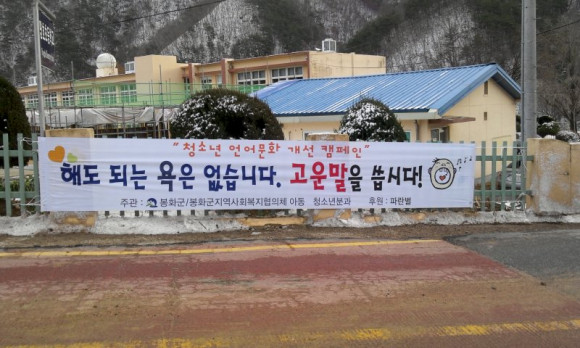 "청소년 언어문화 개선 캠페인"
해도 되는 욕은 없습니다. 고운말을 씁시다!
주관 : 봉화군/봉화군지역사회복지협의체 아동 청소년분과 후원 : 파란별